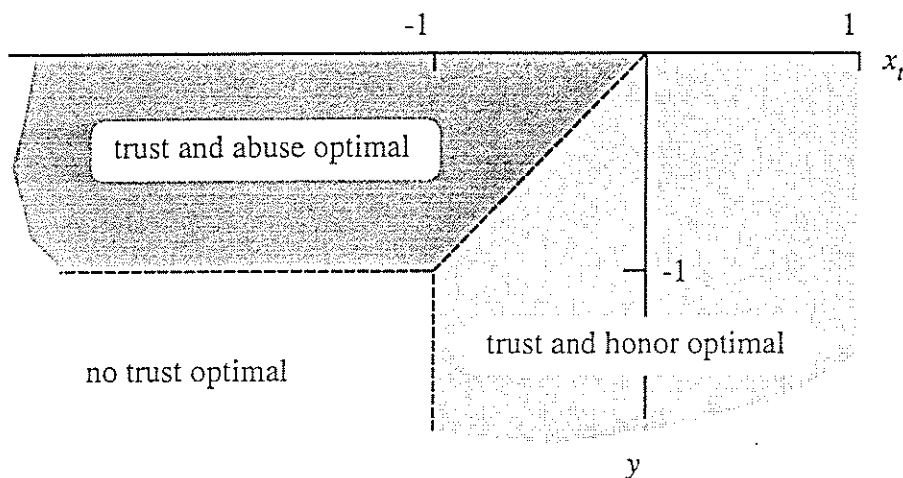 -1 1
x_t
trust and abuse optimal
-1
trust and honor optimal
no trust optimal
y